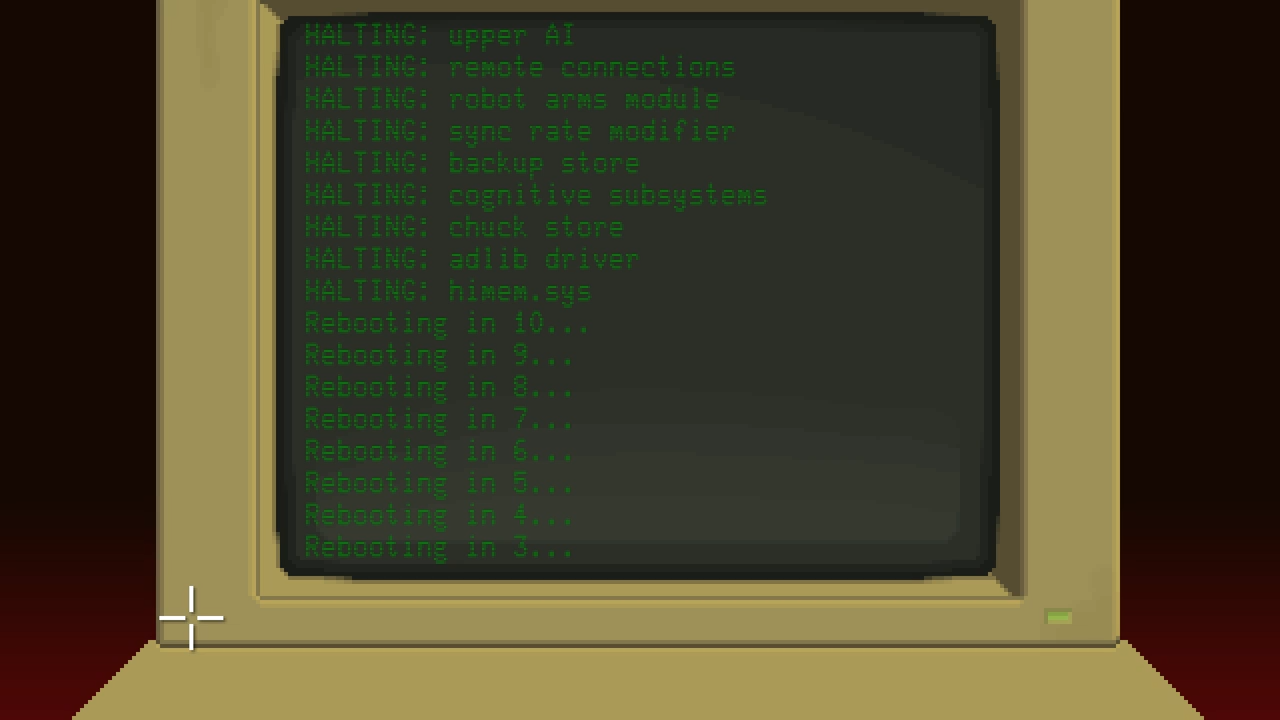 HALTING: upper AI
HALTING: remote connections
HALTING: robot arms module
HALTING: sync rate modifier
HALTING: backup store
HALTING: cognitive subsystems
HALTING: chuck store
HALTING: adlib driver
HALTING: himem.sys
Rebooting in 10...
Rebooting in 9...
Rebooting in 8...
Rebooting in 7...
Rebooting in 6...
Rebooting in 5...
Rebooting in 4...
Rebooting in 3...